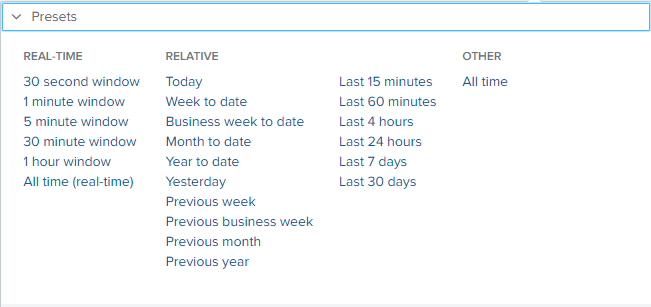 Presets
REAL-TIME
30 second window
1 minute window
5 minute window
30 minute window
1 hour window
All time (real-time)
RELATIVE
Today
Week to date
Business week to date
Month to date
Year to date
Yesterday
Previous week
Previous business week
Previous month
Previous year
Last 15 minutes
Last 60 minutes
Last 4 hours
Last 24 hours
Last 7 days
Last 30 days
OTHER
All time